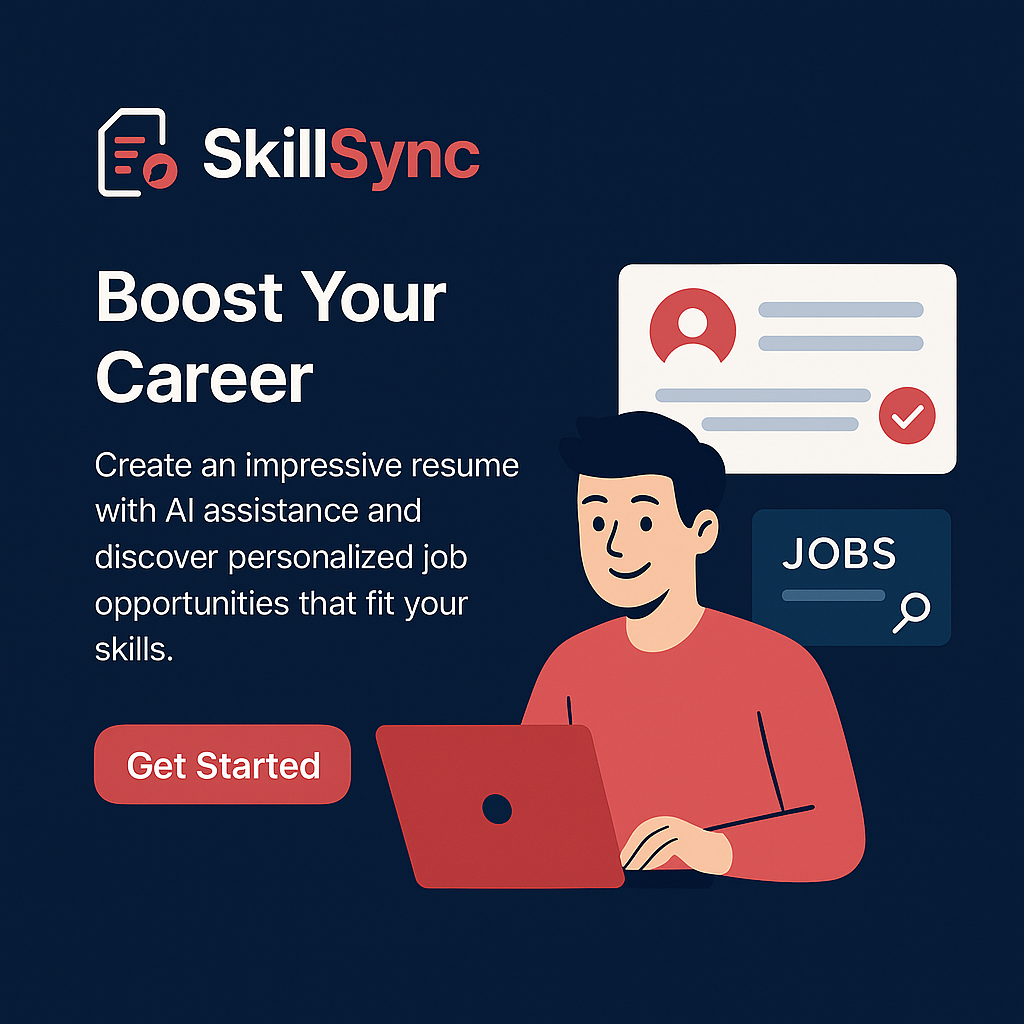 SkillSync
Boost Your
Career
Create an impressive resume
with AI assistance and
discover personalized job
opportunities that fit your
skills.
Get Started
JOBS